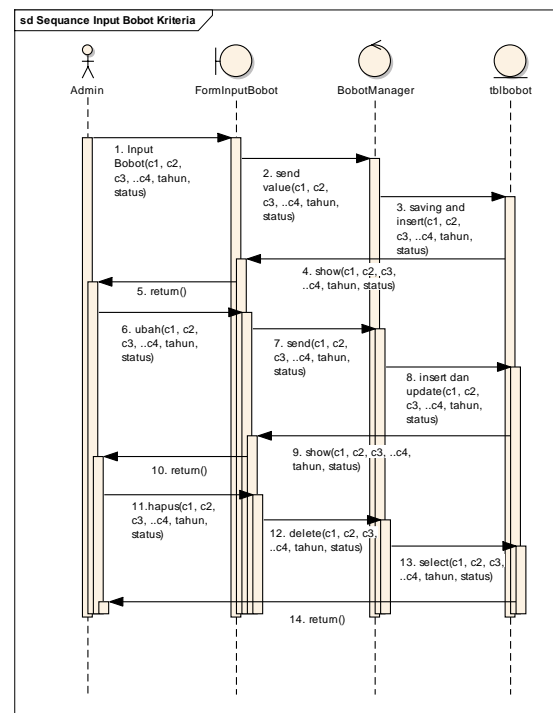 sd Sequance Input Bobot Kriteria
Admin
FormInputBobot
BobotManager
tblbobot
1. Input
Bobot(c1, c2,
c3, ..c4, tahun,
status)
2. send
value(c1, c2,
c3, ..c4, tahun,
status)
3. saving and
insert(c1, c2,
c3, ..c4, tahun,
status)
4. show(c1, c2, c3,
..c4, tahun, status)
5. return()
6. ubah(c1, c2,
c3, ..c4, tahun,
status)
7. send(c1, c2,
c3, ..c4, tahun,
status)
8. insert dan
update(c1, c2,
c3, ..c4, tahun,
status)
9. show(c1, c2, c3, ..c4,
tahun, status)
10. return()
11.hapus(c1, c2,
c3, ..c4, tahun,
status)
12. delete(c1, c2, c3,
..c4, tahun, status)
13. select(c1, c2, c3,
..c4, tahun, status)
14. return()